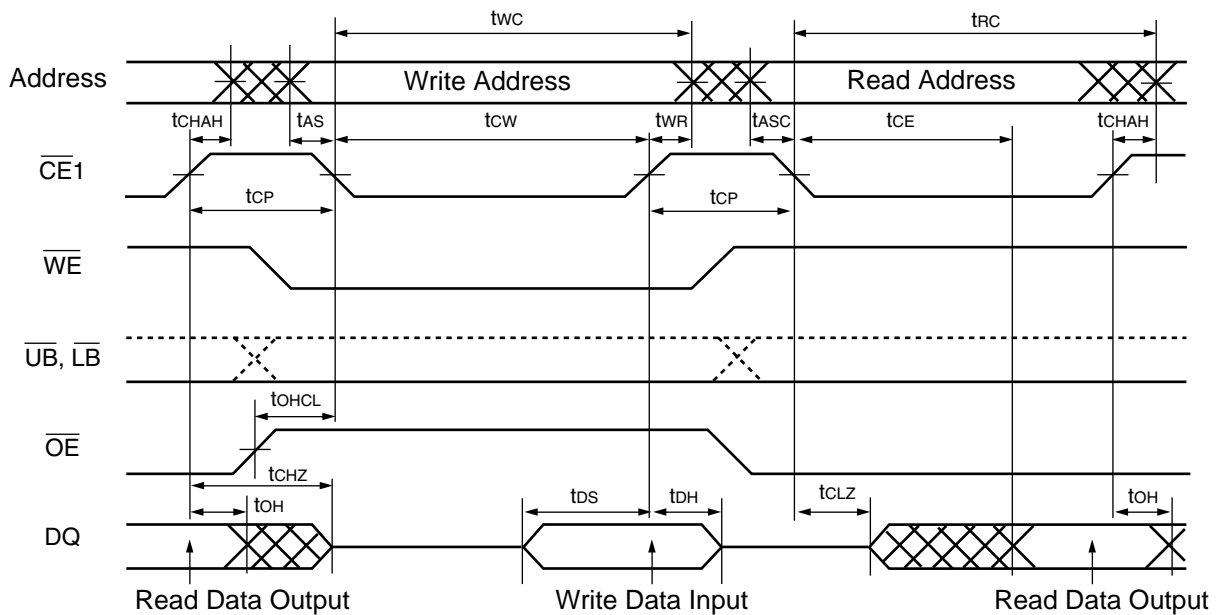 tWC
tRC
Address
Write Address
Read Address
tCHAH
tAS
tCW
tWR
tASC
tCE
tCHAH
CE1
tCP
tCP
WE
UB, LB
tOHCL
OE
tCHZ
tOH
tDS
tDH
tCLZ
tOH
DQ
Read Data Output
Write Data Input
Read Data Output